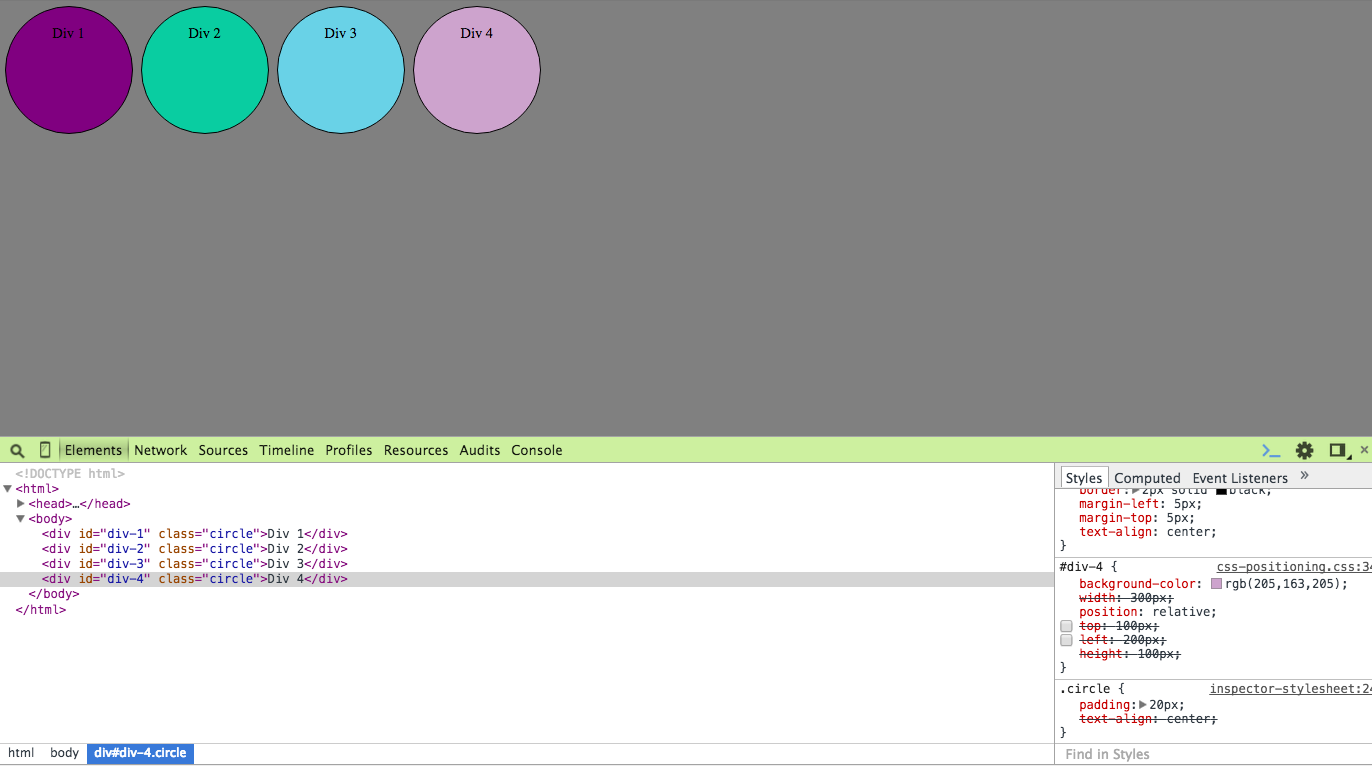 Div 1 Div 2 Div 3 Div 4
Elements Network Sources Timeline Profiles Resources Audits Console
<!DOCTYPE html>
<html>
<head>…</head>
<body>
<div id="div-1" class="circle">Div 1</div>
<div id="div-2" class="circle">Div 2</div>
<div id="div-3" class="circle">Div 3</div>
<div id="div-4" class="circle">Div 4</div>
</body>
</html>
html body div#div-4.circle
Styles Computed Event Listeners »
border: 2px solid black;
margin-left: 5px;
margin-top: 5px;
text-align: center;
}
#div-4 { css-positioning.css:34
background-color: rgb(205,163,205);
width: 300px;
position: relative;
top: 100px;
left: 200px;
height: 100px;
}
.circle { inspector-stylesheet:24
padding: 20px;
text-align: center;
}
Find in Styles